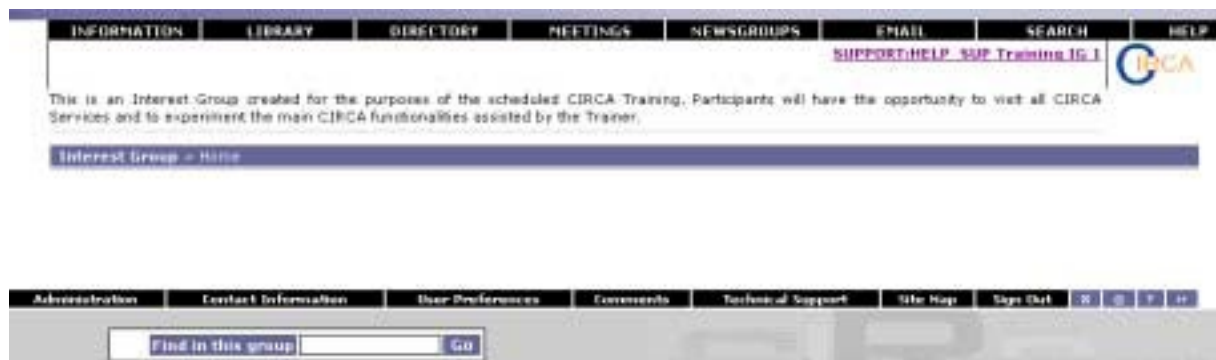 INFORMATION LIBRARY DIRECTORY MEETINGS NEWSGROUPS EMAIL SEARCH HELP
SUPPORT:HELP_SUP Training IG 1
CIRCA
This is an Interest Group created for the purposes of the scheduled CIRCA Training. Participants will have the opportunity to visit all CIRCA
Services and to experiment the main CIRCA functionalities assisted by the Trainer.
Interest Group - Home
Administration Contact Information User Preferences Comments Technical Support Site Map Sign Out
Find in this group Go